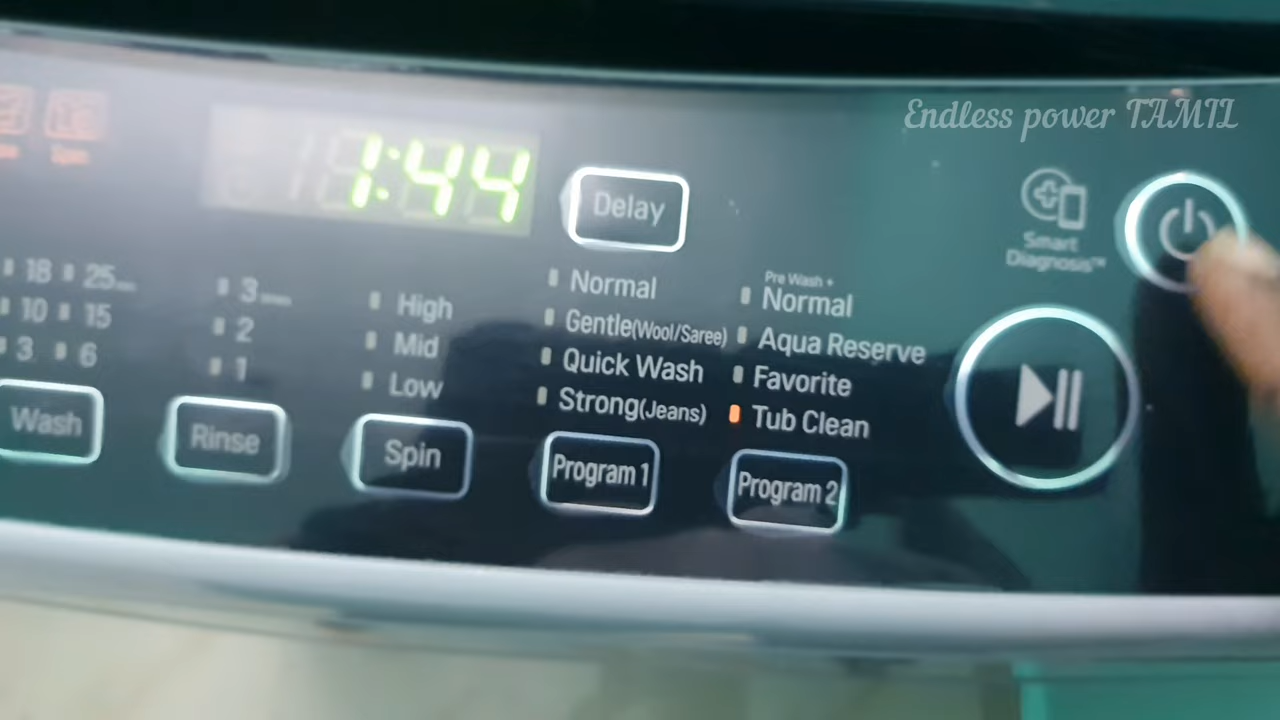 Endless power TAMIL
1:44
Delay
Smart
Diagnosis™
18 25
10 15
3 6
Wash
3
2
1
Rinse
High
Mid
Low
Spin
Normal
Gentle(Wool/Saree)
Quick Wash
Strong(Jeans)
Program 1
Pre Wash +
Normal
Aqua Reserve
Favorite
Tub Clean
Program 2